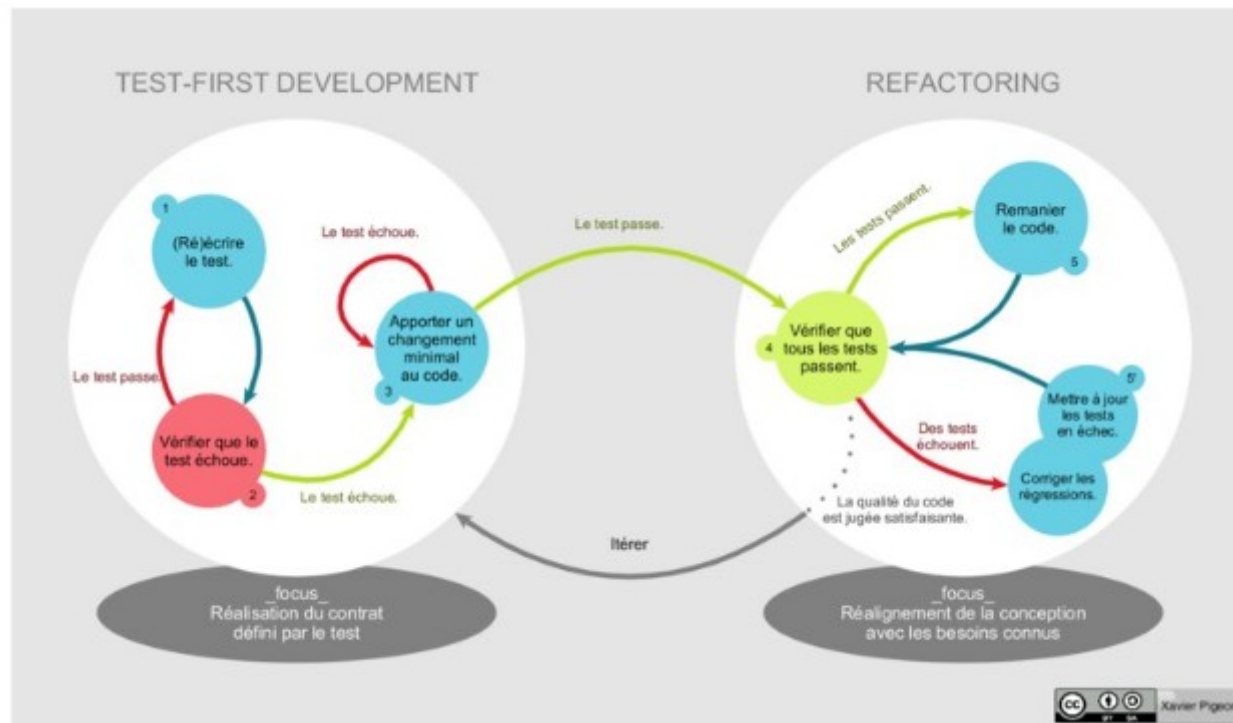 TEST-FIRST DEVELOPMENT
1
(Ré)écrire
le test.
Le test passe.
Vérifier que le
test échoue.
2
Le test échoue.
Le test échoue.
Apporter un
changement
minimal
au code.
3
Le test passe.
_focus_
Réalisation du contrat
défini par le test
Itérer
REFACTORING
Les tests passent.
Remanier
le code.
5
4
Vérifier que
tous les tests
passent.
5'
Mettre à jour
les tests
en échec.
Des tests
échouent.
Corriger les
régressions.
La qualité du code
est jugée satisfaisante.
_focus_
Réalignement de la conception
avec les besoins connus
cc
BY SA
Xavier Pigeon